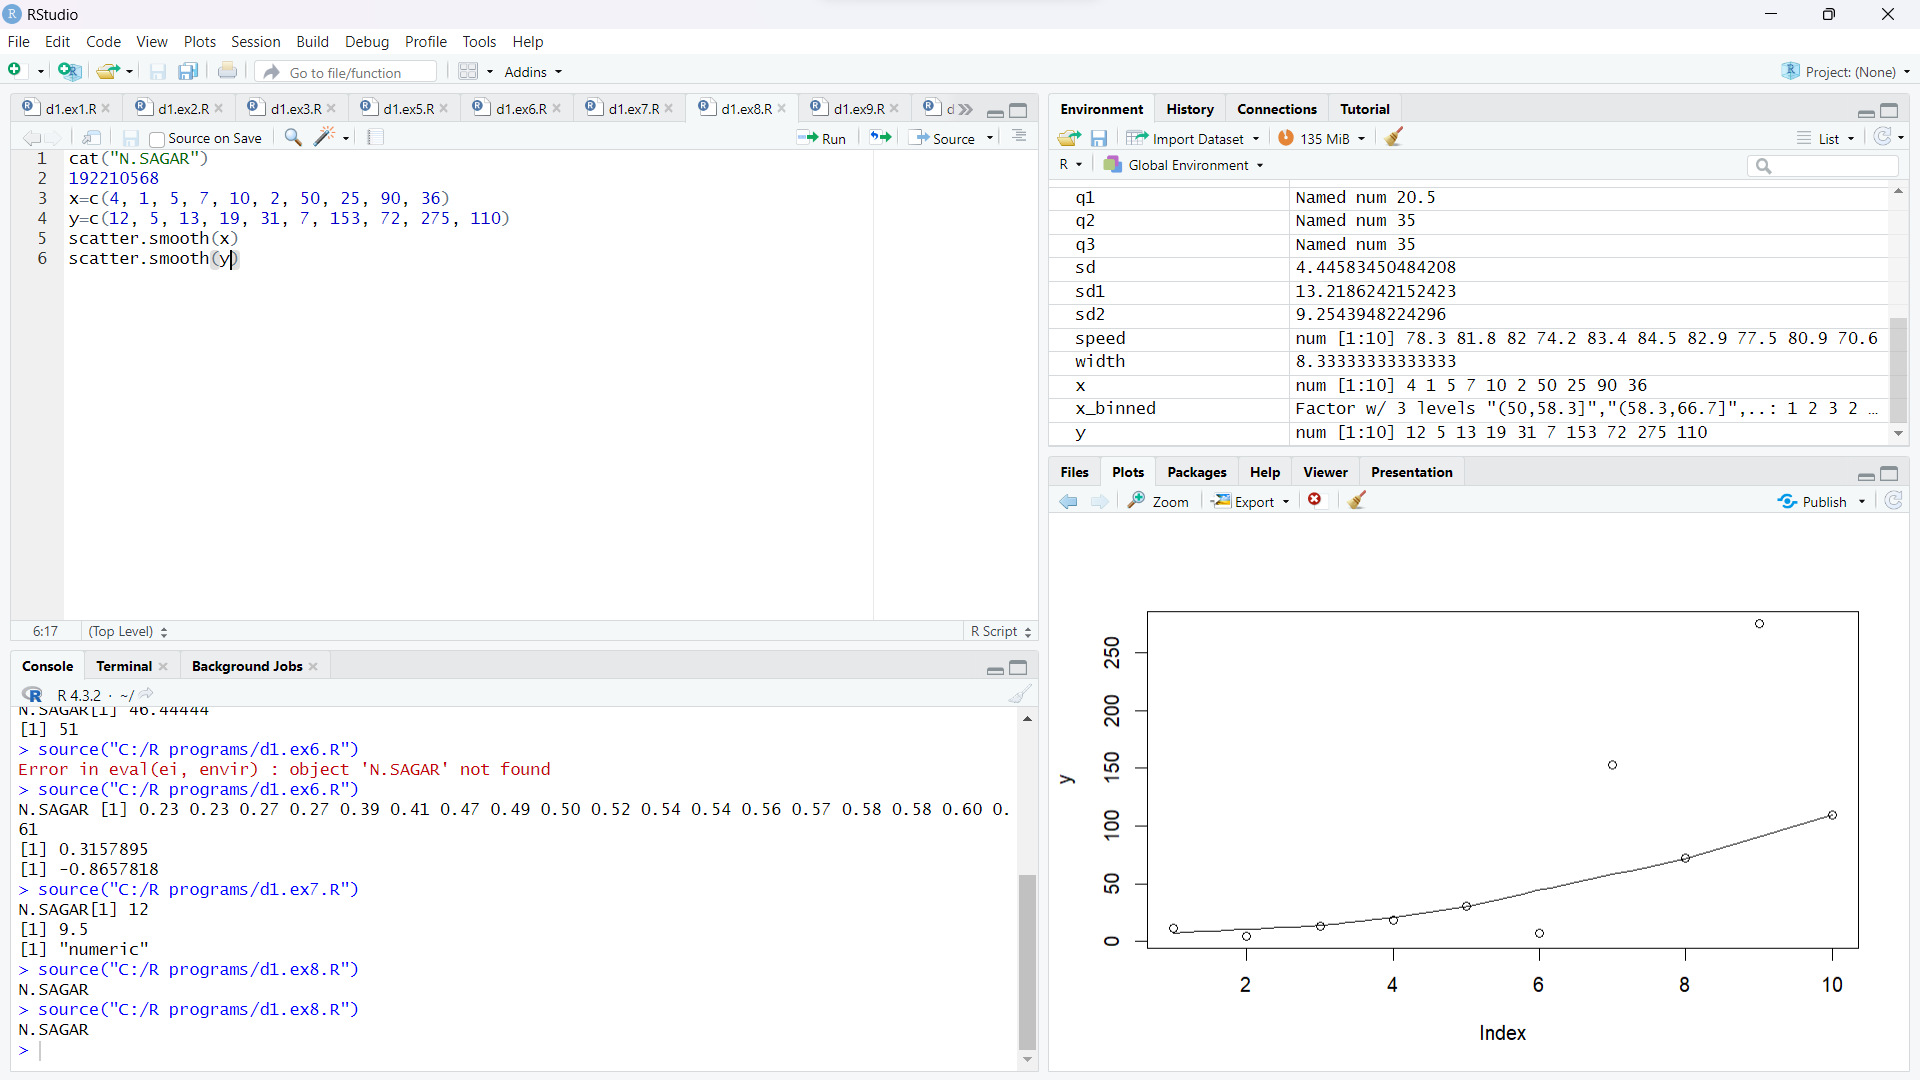 RStudio
File Edit Code View Plots Session Build Debug Profile Tools Help
Go to file/function Addins Project: (None)
d1.ex1.R d1.ex2.R d1.ex3.R d1.ex5.R d1.ex6.R d1.ex7.R d1.ex8.R d1.ex9.R d
Source on Save Run Source
1 cat("N.SAGAR")
2 192210568
3 x=c(4, 1, 5, 7, 10, 2, 50, 25, 90, 36)
4 y=c(12, 5, 13, 19, 31, 7, 153, 72, 275, 110)
5 scatter.smooth(x)
6 scatter.smooth(y)
6:17 (Top Level) R Script
Console Terminal Background Jobs
R 4.3.2 · ~/
N.SAGAR[1] 46.44444
[1] 51
> source("C:/R programs/d1.ex6.R")
Error in eval(ei, envir) : object 'N.SAGAR' not found
> source("C:/R programs/d1.ex6.R")
N.SAGAR [1] 0.23 0.23 0.27 0.27 0.39 0.41 0.47 0.49 0.50 0.52 0.54 0.54 0.56 0.57 0.58 0.58 0.60 0.
61
[1] 0.3157895
[1] -0.8657818
> source("C:/R programs/d1.ex7.R")
N.SAGAR[1] 12
[1] 9.5
[1] "numeric"
> source("C:/R programs/d1.ex8.R")
N.SAGAR
> source("C:/R programs/d1.ex8.R")
N.SAGAR
>
Environment History Connections Tutorial
Import Dataset 135 MiB List
R Global Environment
q1 Named num 20.5
q2 Named num 35
q3 Named num 35
sd 4.44583450484208
sd1 13.2186242152423
sd2 9.2543948224296
speed num [1:10] 78.3 81.8 82 74.2 83.4 84.5 82.9 77.5 80.9 70.6
width 8.33333333333333
x num [1:10] 4 1 5 7 10 2 50 25 90 36
x_binned Factor w/ 3 levels "(50,58.3]","(58.3,66.7]",..: 1 2 3 2 …
y num [1:10] 12 5 13 19 31 7 153 72 275 110
Files Plots Packages Help Viewer Presentation
Zoom Export Publish
250
200
150
y
100
50
0
2 4 6 8 10
Index